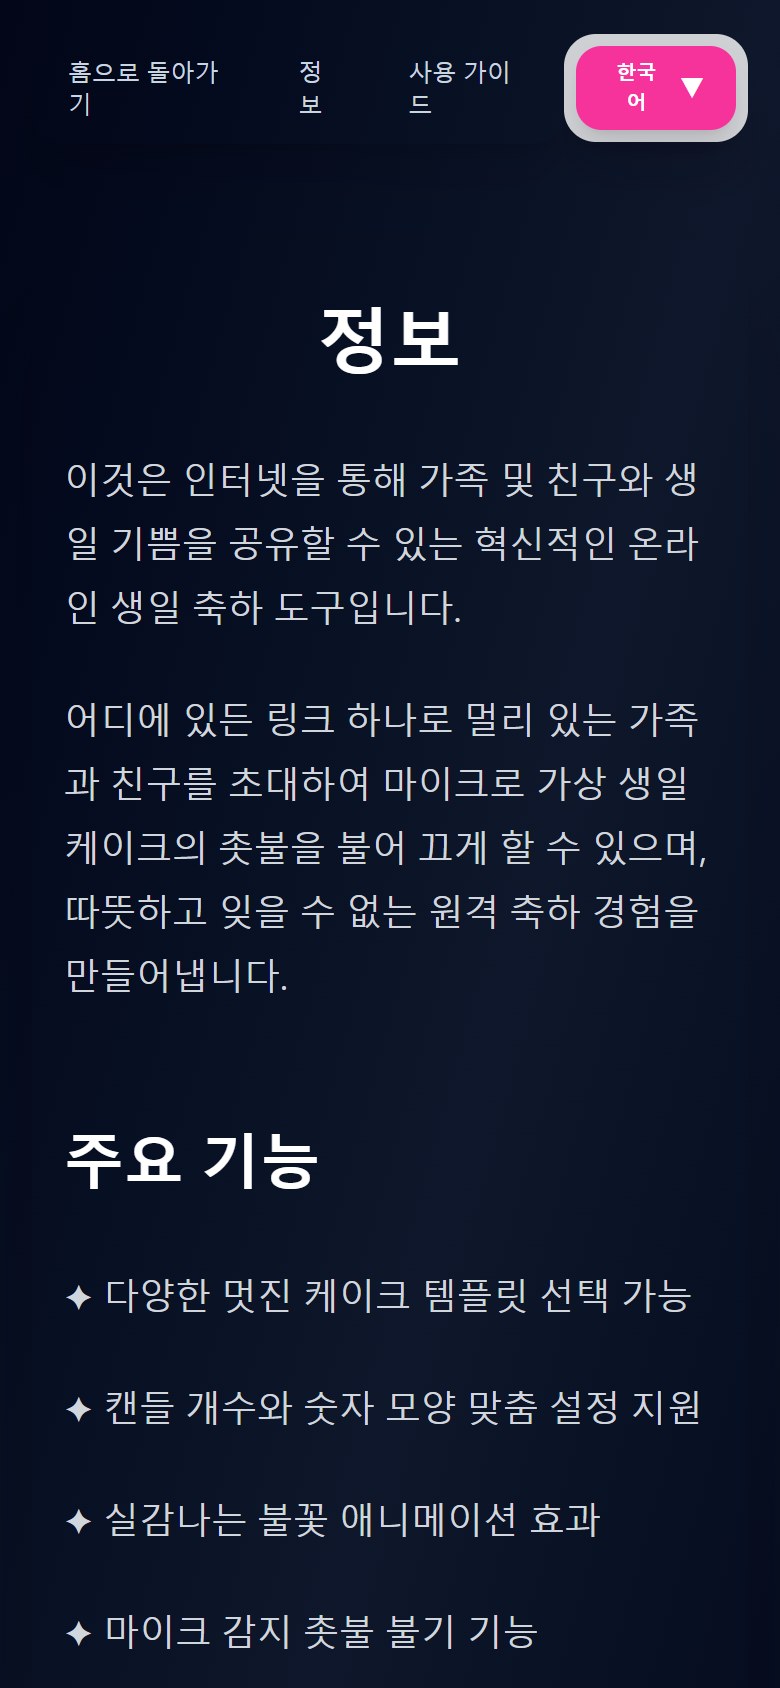 홈으로 돌아가
기
정
보
사용 가이
드
한국
어 ▼
정보
이것은 인터넷을 통해 가족 및 친구와 생
일 기쁨을 공유할 수 있는 혁신적인 온라
인 생일 축하 도구입니다.
어디에 있든 링크 하나로 멀리 있는 가족
과 친구를 초대하여 마이크로 가상 생일
케이크의 촛불을 불어 끄게 할 수 있으며,
따뜻하고 잊을 수 없는 원격 축하 경험을
만들어냅니다.
주요 기능
✦ 다양한 멋진 케이크 템플릿 선택 가능
✦ 캔들 개수와 숫자 모양 맞춤 설정 지원
✦ 실감나는 불꽃 애니메이션 효과
✦ 마이크 감지 촛불 불기 기능